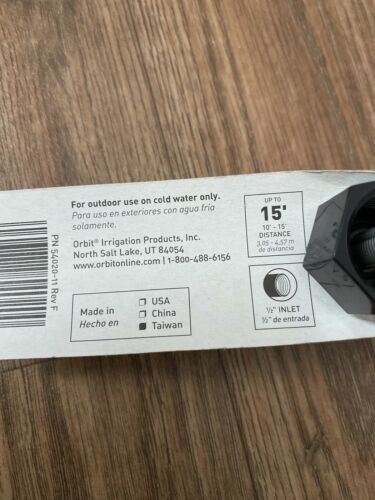 For outdoor use on cold water only.
Para uso en exteriores con agua fría
solamente.
Orbit® Irrigation Products, Inc.
North Salt Lake, UT 84054
www.orbitonline.com | 1-800-488-6156
Made in
Hecho en
USA
China
Taiwan
UP TO
15'
10' - 15'
DISTANCE
3,05 - 4,57 m
de distancia
½" INLET
½" de entrada
PN 54020-11 Rev F